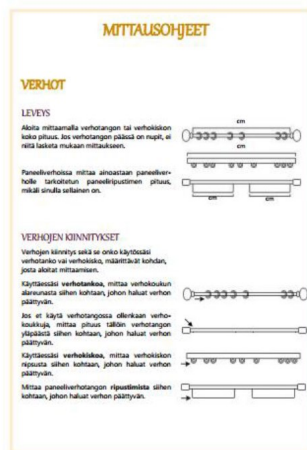 MITTAUSOHJEET
VERHOT
LEVEYS
Aloita mittaamalla verhotangon tai verhokiskon
koko pituus. Jos verhotangon päässä on nupit, ei
niitä lasketa mukaan mittaukseen.
cm
cm
Paneeliverhoissa mittaa ainoastaan paneeliver-
holle tarkoitetun paneeliripustimen pituus,
mikäli sinulla sellainen on.
cm
cm
VERHOJEN KIINNITYKSET
Verhojen kiinnitys sekä se onko käytössäsi
verhotanko vai verhokisko, määrittävät kohdan,
josta aloitat mittaamisen.
Käyttäessäsi verhotankoa, mittaa verhokoukun
alareunasta siihen kohtaan, johon haluat verhon
päättyvän.
Jos et käytä verhotangossa ollenkaan verho-
koukkuja, mittaa pituus tällöin verhotangon
yläpäästä siihen kohtaan, johon haluat verhon
päättyvän.
Käyttäessäsi verhokiskoa, mittaa verhokiskon
nipsusta siihen kohtaan, johon haluat verhon
päättyvän.
Mittaa paneeliverhotangon ripustimista siihen
kohtaan, johon haluat verhon päättyvän.